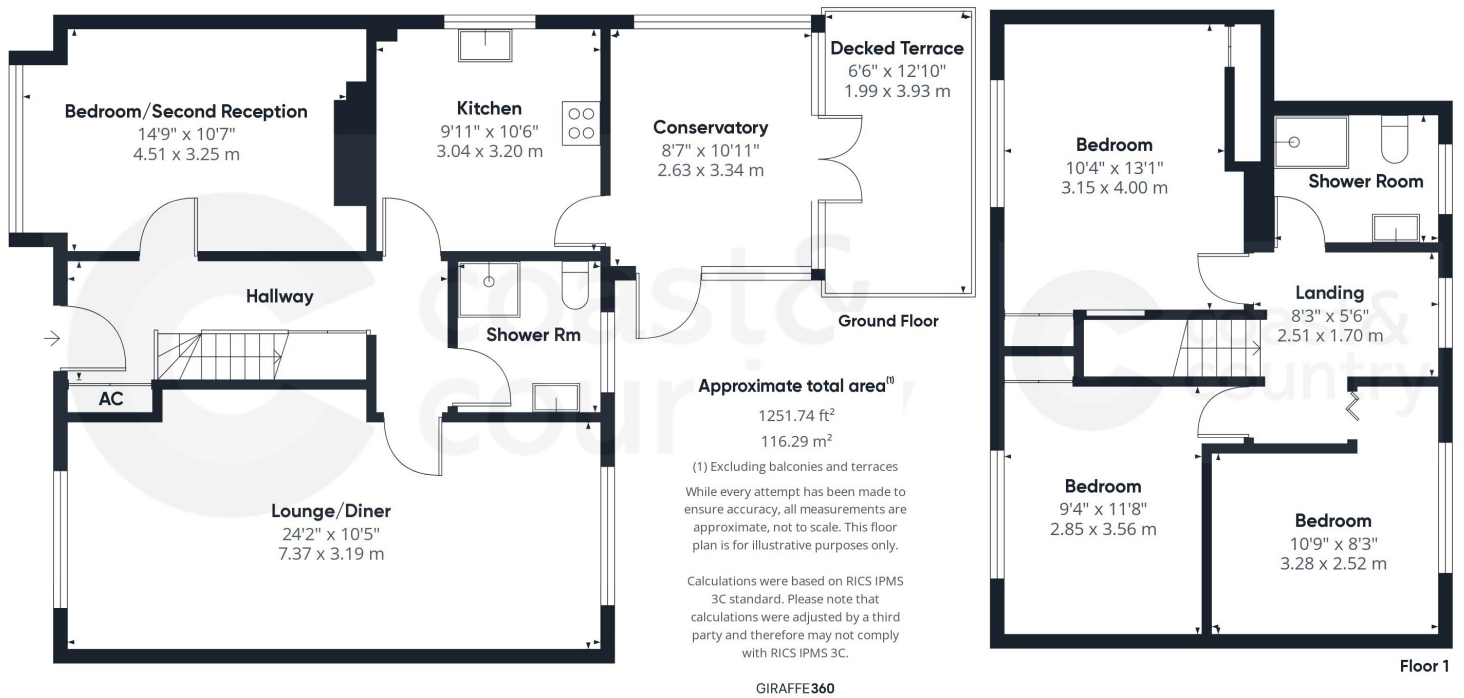 Bedroom/Second Reception
14'9" x 10'7"
4.51 x 3.25 m
Kitchen
9'11" x 10'6"
3.04 x 3.20 m
Conservatory
8'7" x 10'11"
2.63 x 3.34 m
Decked Terrace
6'6" x 12'10"
1.99 x 3.93 m
Hallway
Shower Rm
AC
Lounge/Diner
24'2" x 10'5"
7.37 x 3.19 m
Ground Floor
Approximate total area(1)
1251.74 ft²
116.29 m²
(1) Excluding balconies and terraces
While every attempt has been made to
ensure accuracy, all measurements are
approximate, not to scale. This floor
plan is for illustrative purposes only.
Calculations were based on RICS IPMS
3C standard. Please note that
calculations were adjusted by a third
party and therefore may not comply
with RICS IPMS 3C.
GIRAFFE360
Bedroom
10'4" x 13'1"
3.15 x 4.00 m
Shower Room
Landing
8'3" x 5'6"
2.51 x 1.70 m
Bedroom
9'4" x 11'8"
2.85 x 3.56 m
Bedroom
10'9" x 8'3"
3.28 x 2.52 m
Floor 1
coast &
country
coast &
country